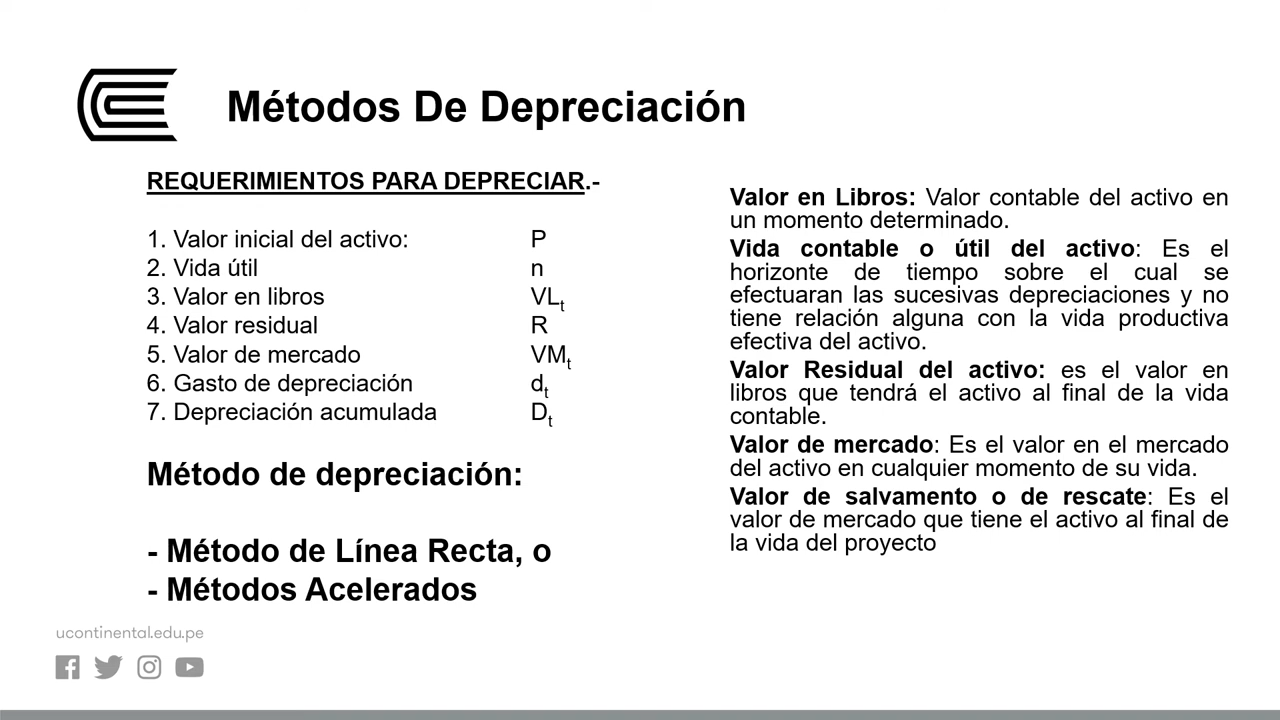 Métodos De Depreciación
REQUERIMIENTOS PARA DEPRECIAR.-
1. Valor inicial del activo: P
2. Vida útil n
3. Valor en libros VLt
4. Valor residual R
5. Valor de mercado VMt
6. Gasto de depreciación dt
7. Depreciación acumulada Dt
Método de depreciación:
- Método de Línea Recta, o
- Métodos Acelerados
Valor en Libros: Valor contable del activo en
un momento determinado.
Vida contable o útil del activo: Es el
horizonte de tiempo sobre el cual se
efectuaran las sucesivas depreciaciones y no
tiene relación alguna con la vida productiva
efectiva del activo.
Valor Residual del activo: es el valor en
libros que tendrá el activo al final de la vida
contable.
Valor de mercado: Es el valor en el mercado
del activo en cualquier momento de su vida.
Valor de salvamento o de rescate: Es el
valor de mercado que tiene el activo al final de
la vida del proyecto
ucontinental.edu.pe